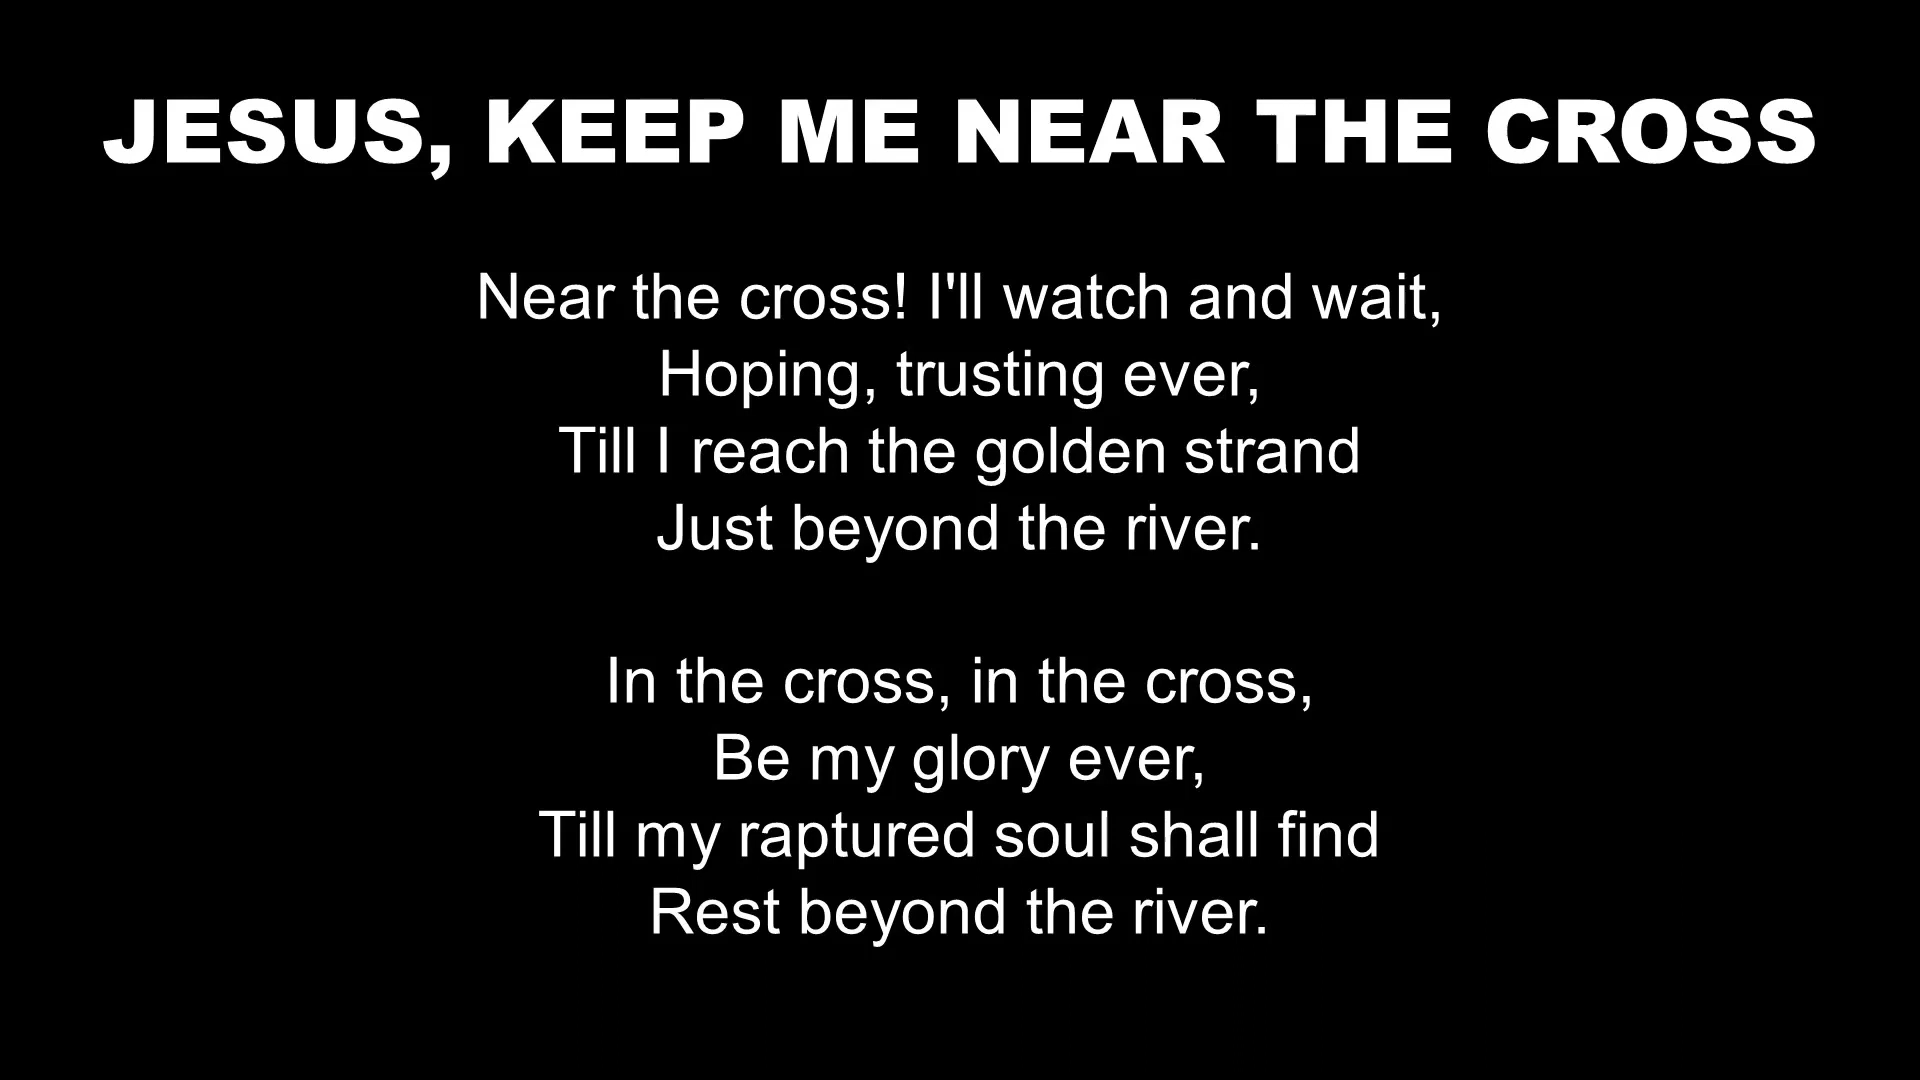 JESUS, KEEP ME NEAR THE CROSS
Near the cross! I'll watch and wait,
Hoping, trusting ever,
Till I reach the golden strand
Just beyond the river.
In the cross, in the cross,
Be my glory ever,
Till my raptured soul shall find
Rest beyond the river.